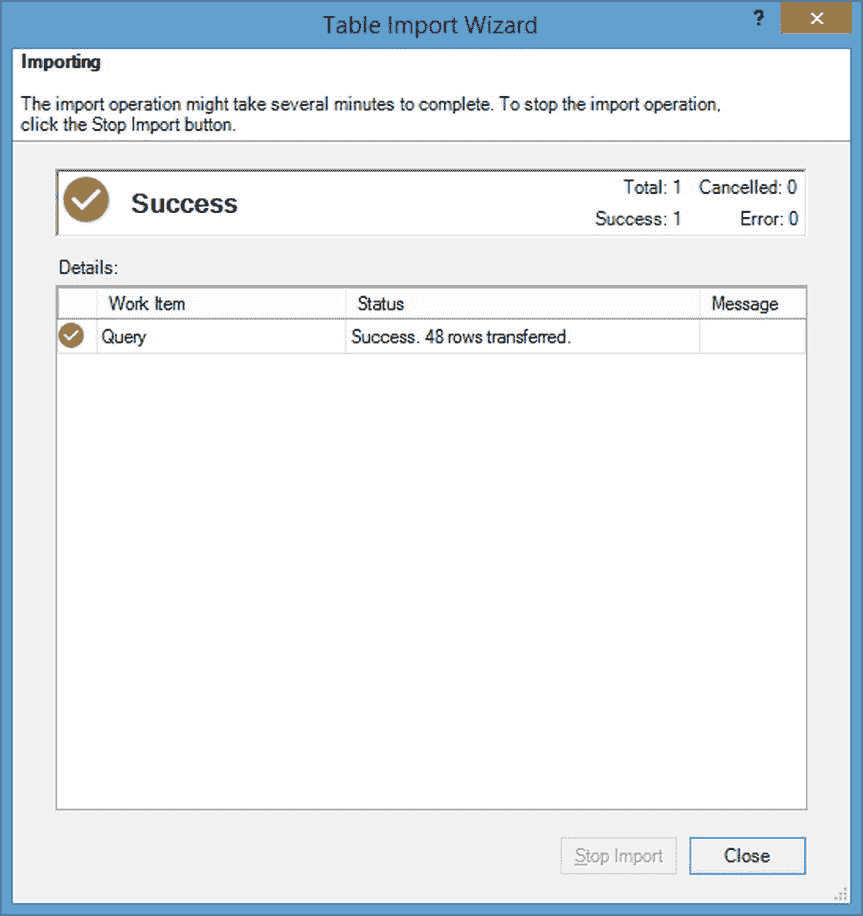 Table Import Wizard
?
Importing
The import operation might take several minutes to complete. To stop the import operation,
click the Stop Import button.
Success
Total: 1 Cancelled: 0
Success: 1 Error: 0
Details:
Work Item Status Message
Query Success. 48 rows transferred.
Stop Import Close